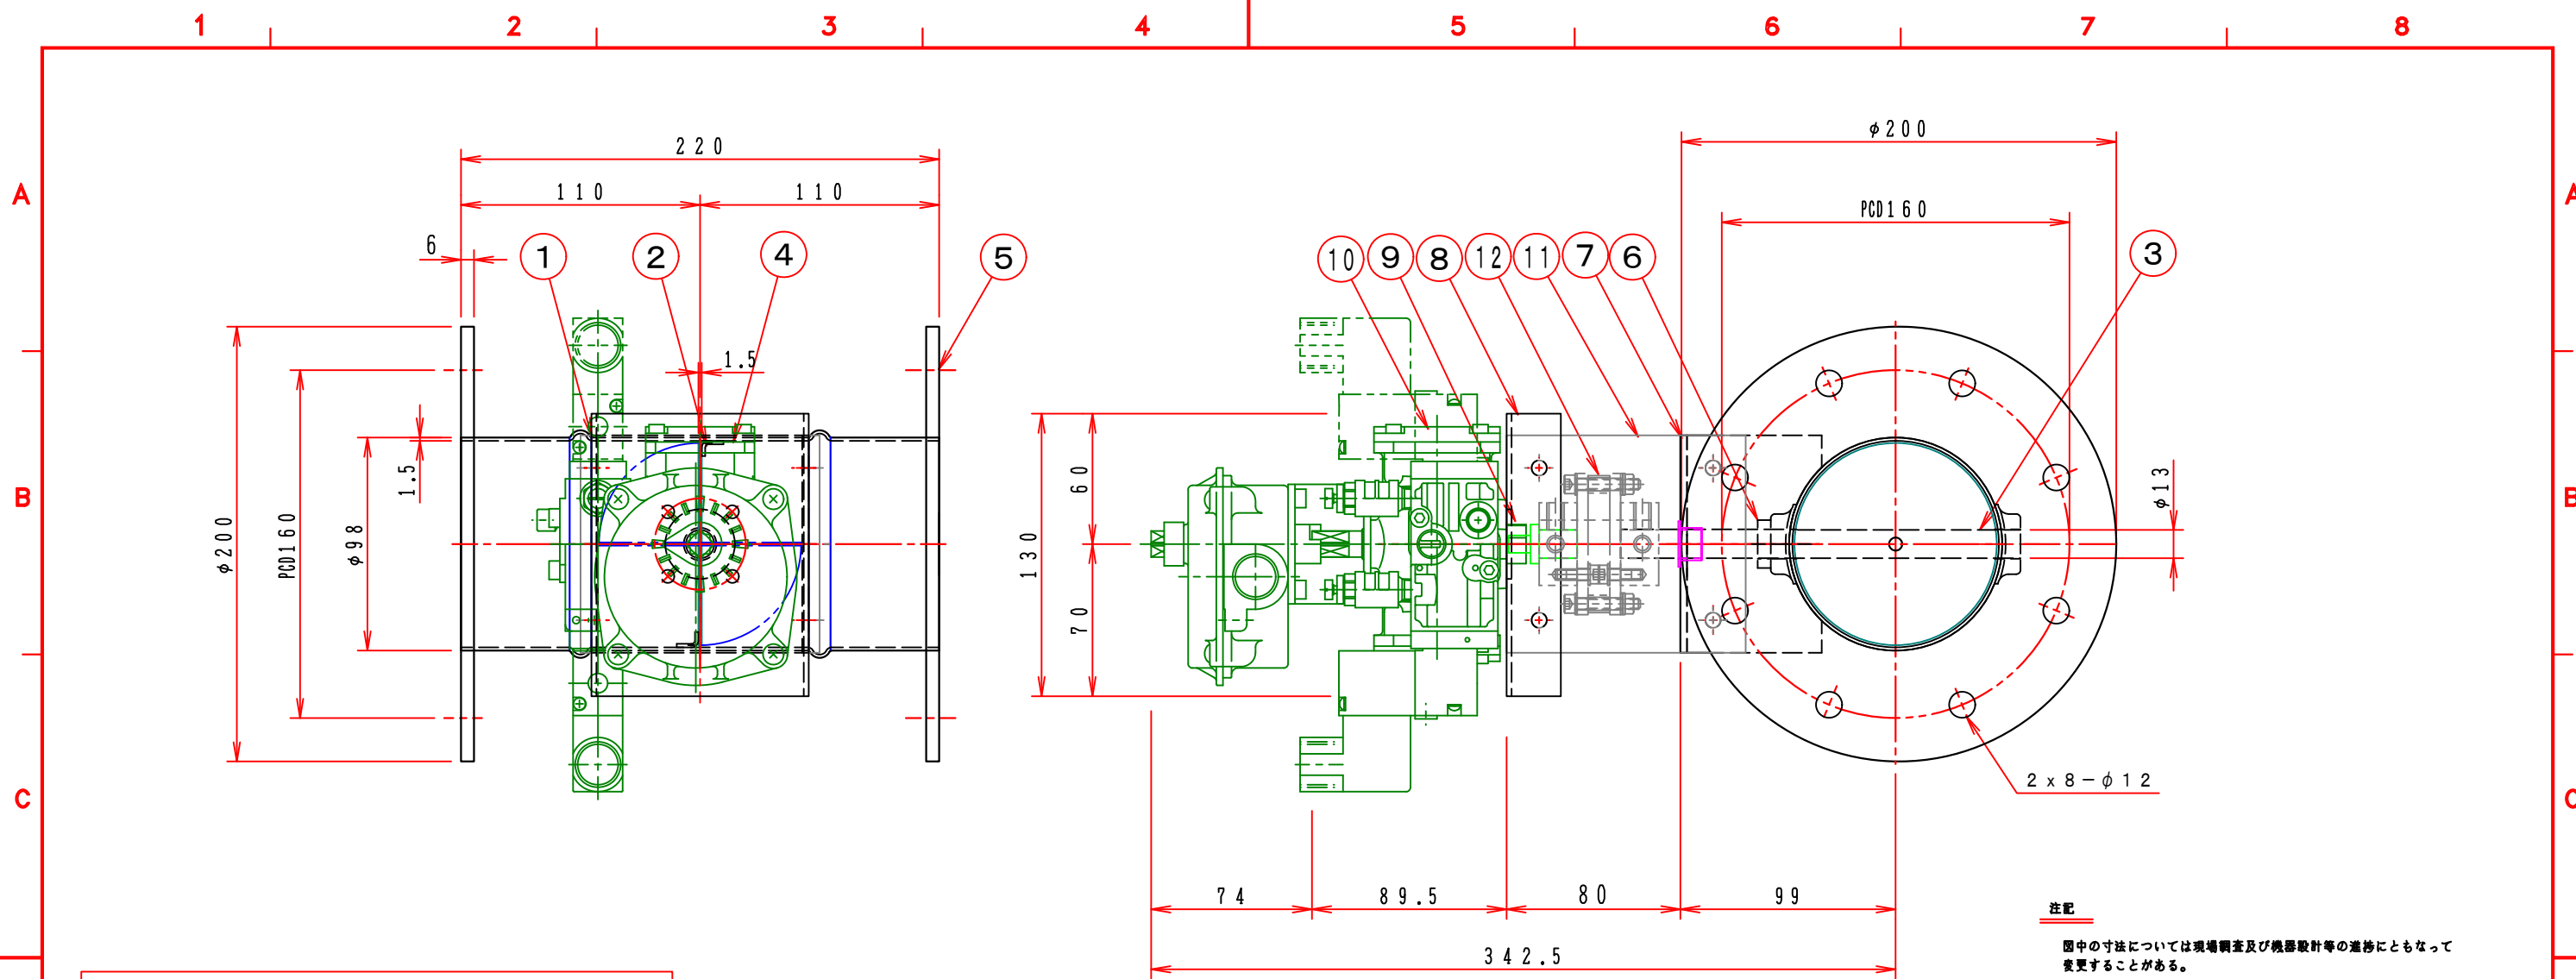 1 2 3 4 5 6 7 8
A A
B B
C C
220
110 110
6
1 2 4 5
1.5
φ200
PCD160
φ98
1.5
10 9 8 12 11 7 6 3
φ200
PCD160
60
130
70
φ13
2x8-φ12
74 89.5 80 99
342.5
注記
図中の寸法については現場調査及び機器設計等の進捗にともなって
変更することがある。